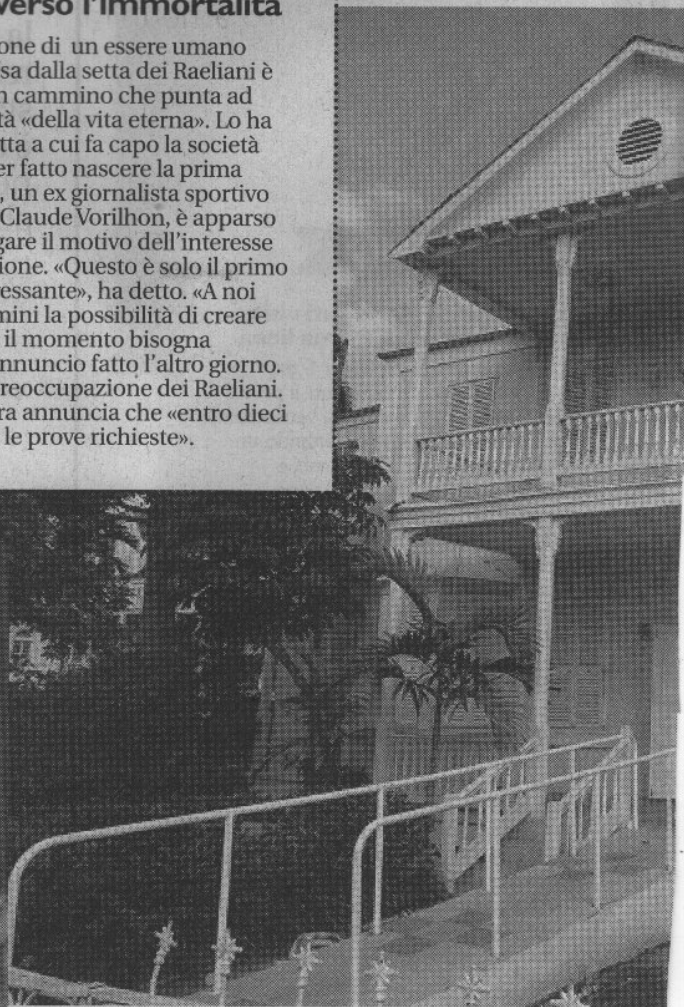 verso l'immortalità
one di un essere umano
sa dalla setta dei Raeliani è
n cammino che punta ad
tà «della vita eterna». Lo ha
tta a cui fa capo la società
er fatto nascere la prima
, un ex giornalista sportivo
Claude Vorilhon, è apparso
gare il motivo dell'interesse
ione. «Questo è solo il primo
ressante», ha detto. «A noi
mini la possibilità di creare
il momento bisogna
nnuncio fatto l'altro giorno.
reoccupazione dei Raeliani.
ra annuncia che «entro dieci
le prove richieste».